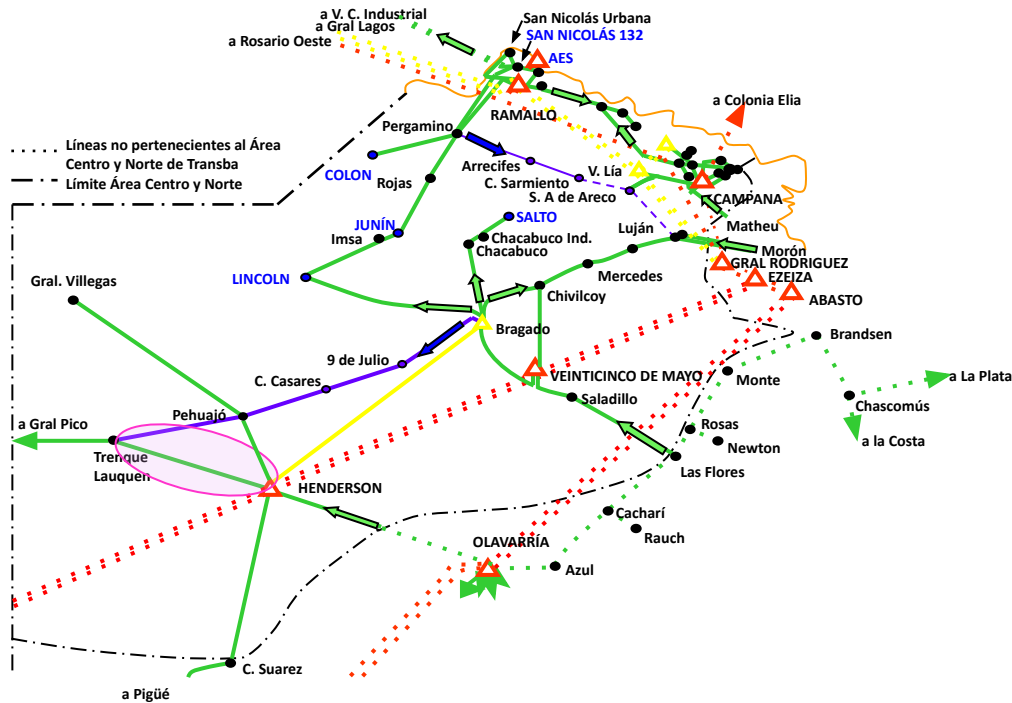 a V. C. Industrial
a Gral Lagos
a Rosario Oeste
San Nicolás Urbana
SAN NICOLÁS 132
AES
a Colonia Elia
RAMALLO
Pergamino
Líneas no pertenecientes al Área
Centro y Norte de Transba
Límite Área Centro y Norte
Arrecifes
V. Lía
COLON
Rojas
C. Sarmiento
S. A de Areco
CAMPANA
Matheu
JUNÍN
SALTO
Imsa
Chacabuco Ind.
Chacabuco
Luján
Morón
LINCOLN
Mercedes
GRAL RODRIGUEZ
EZEIZA
Gral. Villegas
Chivilcoy
ABASTO
Bragado
Brandsen
9 de Julio
VEINTICINCO DE MAYO
Monte
a La Plata
C. Casares
Saladillo
Chascomús
Pehuajó
a Gral Pico
Rosas
a la Costa
Newton
Trenque
Lauquen
Las Flores
HENDERSON
Cacharí
Rauch
OLAVARRÍA
Azul
C. Suarez
a Pigüé